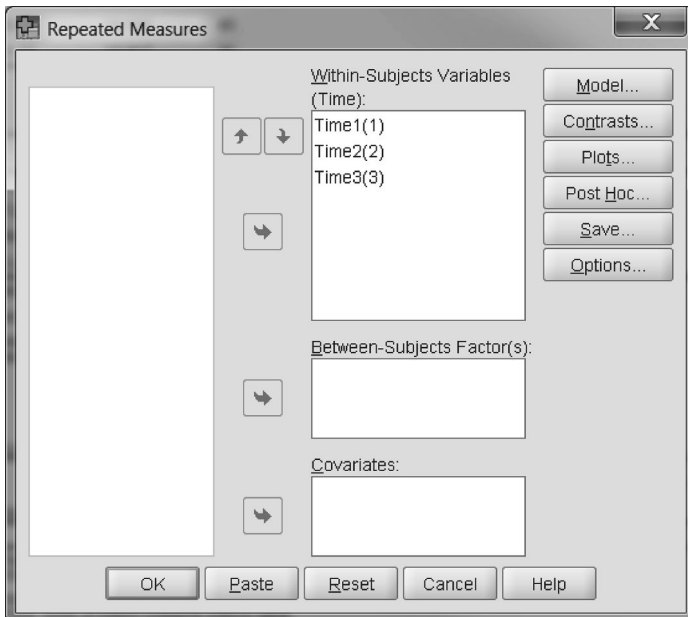 Repeated Measures
X
Within-Subjects Variables
(Time):
Time1(1)
Time2(2)
Time3(3)
Model...
Contrasts...
Plots...
Post Hoc...
Save...
Options...
Between-Subjects Factor(s):
Covariates:
OK
Paste
Reset
Cancel
Help